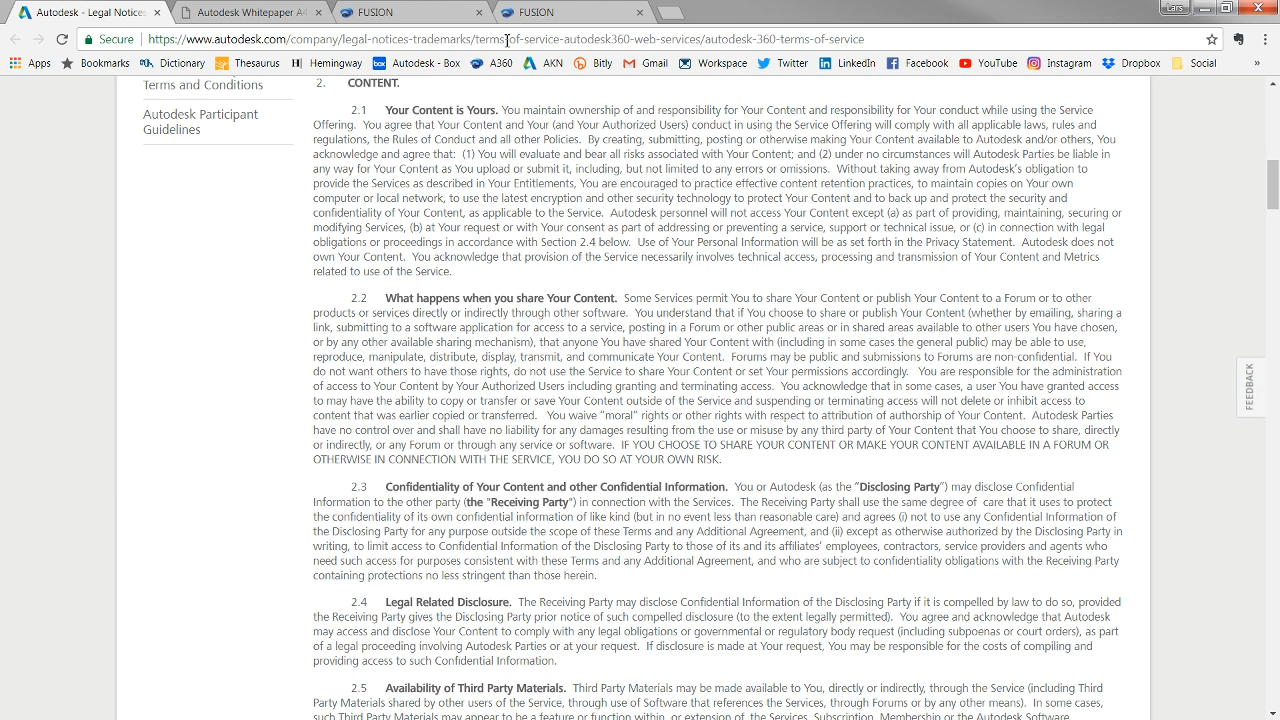 Autodesk - Legal Notices
Autodesk Whitepaper A4
FUSION
FUSION
Lars
Secure
https://www.autodesk.com/company/legal-notices-trademarks/terms-of-service-autodesk360-web-services/autodesk-360-terms-of-service
Apps Bookmarks Dictionary Thesaurus Hemingway Autodesk - Box A360 AKN Bitly Gmail Workspace Twitter LinkedIn Facebook YouTube Instagram Dropbox Social »
Terms and Conditions
Autodesk Participant
Guidelines
2. CONTENT.
2.1 Your Content is Yours. You maintain ownership of and responsibility for Your Content and responsibility for Your conduct while using the Service
Offering. You agree that Your Content and Your (and Your Authorized Users) conduct in using the Service Offering will comply with all applicable laws, rules and
regulations, the Rules of Conduct and all other Policies. By creating, submitting, posting or otherwise making Your Content available to Autodesk and/or others, You
acknowledge and agree that: (1) You will evaluate and bear all risks associated with Your Content; and (2) under no circumstances will Autodesk Parties be liable in
any way for Your Content as You upload or submit it, including, but not limited to any errors or omissions. Without taking away from Autodesk's obligation to
provide the Services as described in Your Entitlements, You are encouraged to practice effective content retention practices, to maintain copies on Your own
computer or local network, to use the latest encryption and other security technology to protect Your Content and to back up and protect the security and
confidentiality of Your Content, as applicable to the Service. Autodesk personnel will not access Your Content except (a) as part of providing, maintaining, securing or
modifying Services, (b) at Your request or with Your consent as part of addressing or preventing a service, support or technical issue, or (c) in connection with legal
obligations or proceedings in accordance with Section 2.4 below. Use of Your Personal Information will be as set forth in the Privacy Statement. Autodesk does not
own Your Content. You acknowledge that provision of the Service necessarily involves technical access, processing and transmission of Your Content and Metrics
related to use of the Service.
2.2 What happens when you share Your Content. Some Services permit You to share Your Content or publish Your Content to a Forum or to other
products or services directly or indirectly through other software. You understand that if You choose to share or publish Your Content (whether by emailing, sharing a
link, submitting to a software application for access to a service, posting in a Forum or other public areas or in shared areas available to other users You have chosen,
or by any other available sharing mechanism), that anyone You have shared Your Content with (including in some cases the general public) may be able to use,
reproduce, manipulate, distribute, display, transmit, and communicate Your Content. Forums may be public and submissions to Forums are non-confidential. If You
do not want others to have those rights, do not use the Service to share Your Content or set Your permissions accordingly. You are responsible for the administration
of access to Your Content by Your Authorized Users including granting and terminating access. You acknowledge that in some cases, a user You have granted access
to may have the ability to copy or transfer or save Your Content outside of the Service and suspending or terminating access will not delete or inhibit access to
content that was earlier copied or transferred. You waive “moral” rights or other rights with respect to attribution of authorship of Your Content. Autodesk Parties
have no control over and shall have no liability for any damages resulting from the use or misuse by any third party of Your Content that You choose to share, directly
or indirectly, or any Forum or through any service or software. IF YOU CHOOSE TO SHARE YOUR CONTENT OR MAKE YOUR CONTENT AVAILABLE IN A FORUM OR
OTHERWISE IN CONNECTION WITH THE SERVICE, YOU DO SO AT YOUR OWN RISK.
FEEDBACK
2.3 Confidentiality of Your Content and other Confidential Information. You or Autodesk (as the “Disclosing Party”) may disclose Confidential
Information to the other party (the "Receiving Party") in connection with the Services. The Receiving Party shall use the same degree of care that it uses to protect
the confidentiality of its own confidential information of like kind (but in no event less than reasonable care) and agrees (i) not to use any Confidential Information of
the Disclosing Party for any purpose outside the scope of these Terms and any Additional Agreement, and (ii) except as otherwise authorized by the Disclosing Party in
writing, to limit access to Confidential Information of the Disclosing Party to those of its and its affiliates’ employees, contractors, service providers and agents who
need such access for purposes consistent with these Terms and any Additional Agreement, and who are subject to confidentiality obligations with the Receiving Party
containing protections no less stringent than those herein.
2.4 Legal Related Disclosure. The Receiving Party may disclose Confidential Information of the Disclosing Party if it is compelled by law to do so, provided
the Receiving Party gives the Disclosing Party prior notice of such compelled disclosure (to the extent legally permitted). You agree and acknowledge that Autodesk
may access and disclose Your Content to comply with any legal obligations or governmental or regulatory body request (including subpoenas or court orders), as part
of a legal proceeding involving Autodesk Parties or at your request. If disclosure is made at Your request, You may be responsible for the costs of compiling and
providing access to such Confidential Information.
2.5 Availability of Third Party Materials. Third Party Materials may be made available to You, directly or indirectly, through the Service (including Third
Party Materials shared by other users of the Service, through use of Software that references the Services, through Forums or by any other means). In some cases,
such Third Party Materials may appear to be a feature or function within, or extension of, the Services, Subscription, Membership or the Autodesk Software.